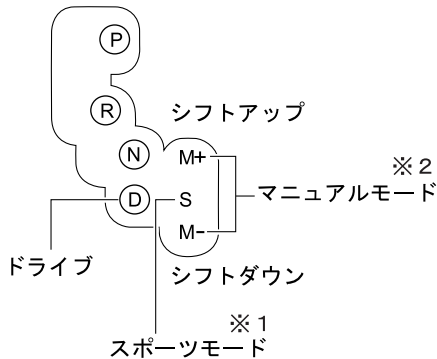 P
R
シフトアップ
N
M+
※2
D
S
マニュアルモード
M-
ドライブ
シフトダウン
※1
スポーツモード